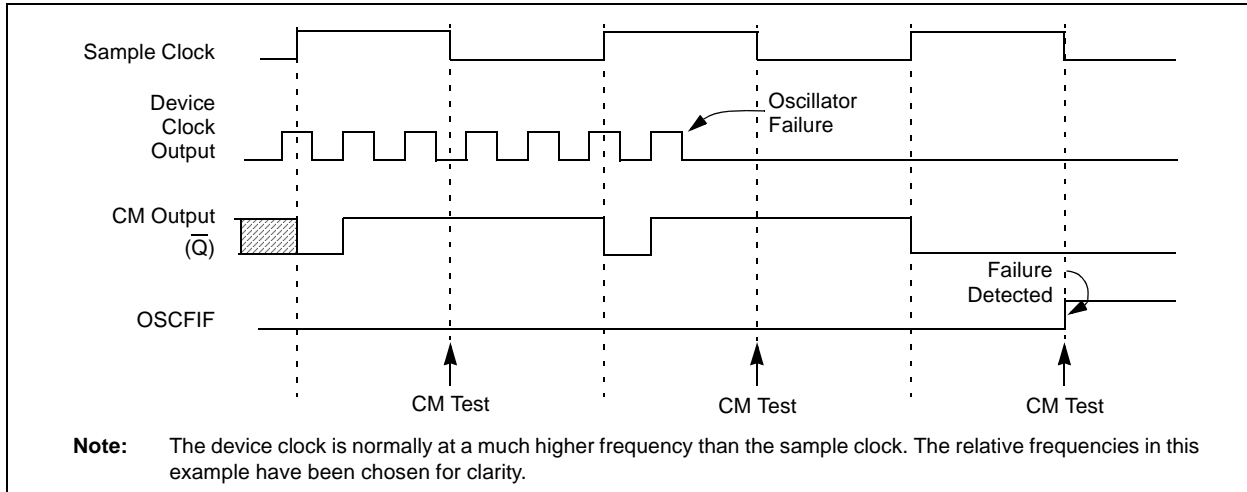 Sample Clock
Device
Clock
Output
Oscillator
Failure
CM Output
(Q̅)
Failure
Detected
OSCFIF
CM Test
CM Test
CM Test
Note: The device clock is normally at a much higher frequency than the sample clock. The relative frequencies in this
example have been chosen for clarity.